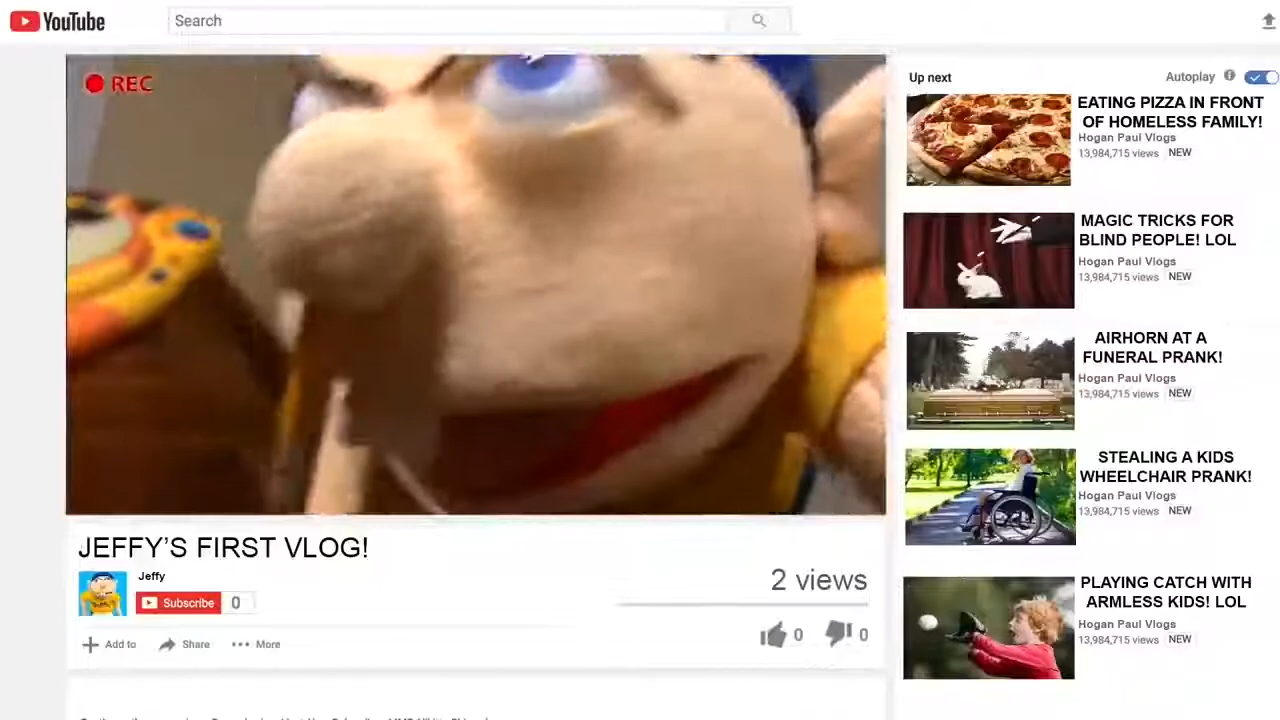 YouTube
Search
REC
Up next
Autoplay
EATING PIZZA IN FRONT
OF HOMELESS FAMILY!
Hogan Paul Vlogs
13,984,715 views NEW
MAGIC TRICKS FOR
BLIND PEOPLE! LOL
Hogan Paul Vlogs
13,984,715 views NEW
AIRHORN AT A
FUNERAL PRANK!
Hogan Paul Vlogs
13,984,715 views NEW
STEALING A KIDS
WHEELCHAIR PRANK!
Hogan Paul Vlogs
13,984,715 views NEW
PLAYING CATCH WITH
ARMLESS KIDS! LOL
Hogan Paul Vlogs
13,984,715 views NEW
JEFFY’S FIRST VLOG!
Jeffy
Subscribe 0
2 views
Add to Share More
0 0